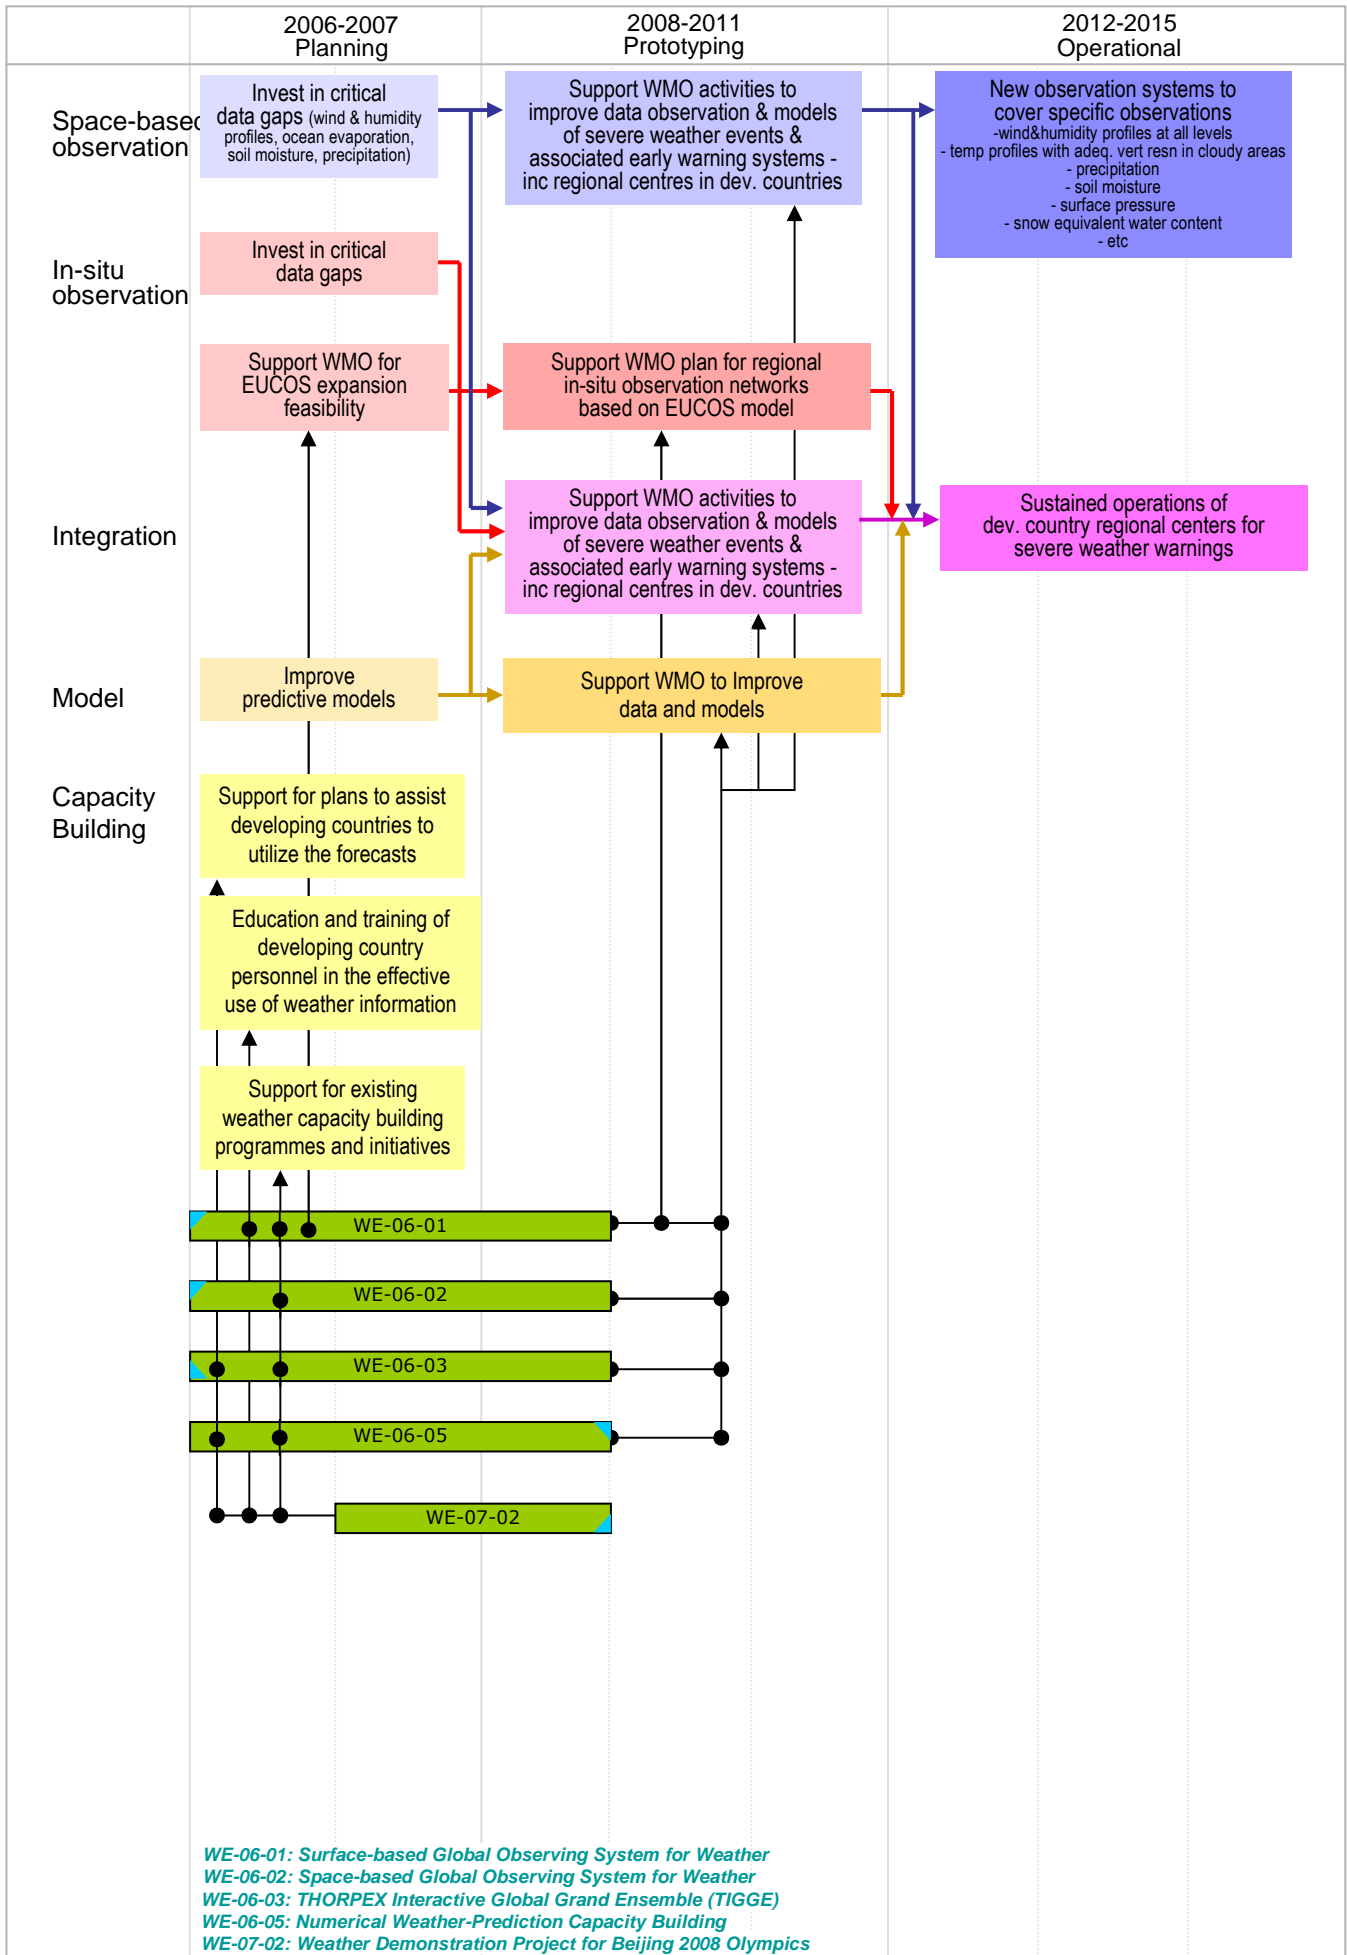 2006-2007
Planning
2008-2011
Prototyping
2012-2015
Operational
Space-based
observation
Invest in critical
data gaps (wind & humidity
profiles, ocean evaporation,
soil moisture, precipitation)
Support WMO activities to
improve data observation & models
of severe weather events &
associated early warning systems -
inc regional centres in dev. countries
New observation systems to
cover specific observations
-wind&humidity profiles at all levels
- temp profiles with adeq. vert resn in cloudy areas
- precipitation
- soil moisture
- surface pressure
- snow equivalent water content
- etc
In-situ
observation
Invest in critical
data gaps
Support WMO for
EUCOS expansion
feasibility
Support WMO plan for regional
in-situ observation networks
based on EUCOS model
Integration
Support WMO activities to
improve data observation & models
of severe weather events &
associated early warning systems -
inc regional centres in dev. countries
Sustained operations of
dev. country regional centers for
severe weather warnings
Model
Improve
predictive models
Support WMO to Improve
data and models
Capacity
Building
Support for plans to assist
developing countries to
utilize the forecasts
Education and training of
developing country
personnel in the effective
use of weather information
Support for existing
weather capacity building
programmes and initiatives
WE-06-01
WE-06-02
WE-06-03
WE-06-05
WE-07-02
WE-06-01: Surface-based Global Observing System for Weather
WE-06-02: Space-based Global Observing System for Weather
WE-06-03: THORPEX Interactive Global Grand Ensemble (TIGGE)
WE-06-05: Numerical Weather-Prediction Capacity Building
WE-07-02: Weather Demonstration Project for Beijing 2008 Olympics